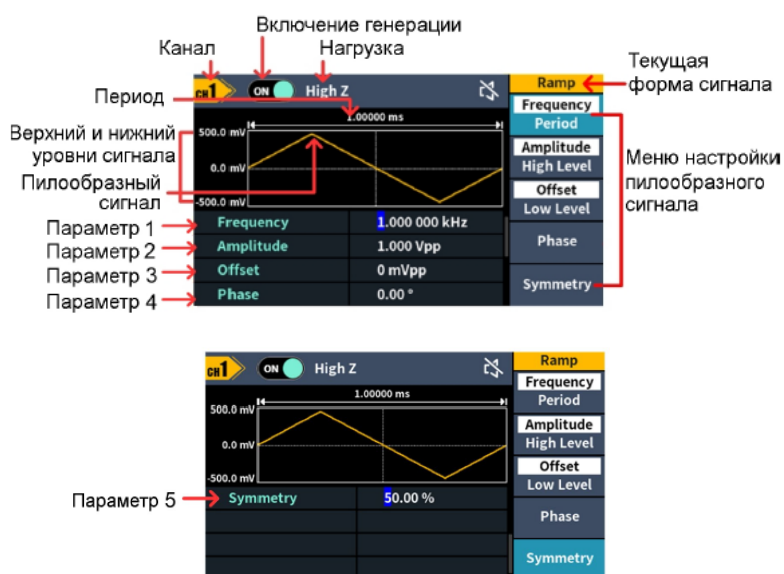 Включение генерации
Канал
Нагрузка
Текущая
форма сигнала
CH1
ON
High Z
Ramp
Период
1.00000 ms
Frequency
Period
Верхний и нижний
уровни сигнала
500.0 mV
0.0 mV
-500.0 mV
Amplitude
High Level
Меню настройки
пилообразного
сигнала
Пилообразный
сигнал
Offset
Low Level
Параметр 1
Frequency
1.000 000 kHz
Параметр 2
Amplitude
1.000 Vpp
Phase
Параметр 3
Offset
0 mVpp
Параметр 4
Phase
0.00 °
Symmetry
CH1
ON
High Z
Ramp
1.00000 ms
Frequency
Period
500.0 mV
0.0 mV
-500.0 mV
Amplitude
High Level
Offset
Low Level
Параметр 5
Symmetry
50.00 %
Phase
Symmetry